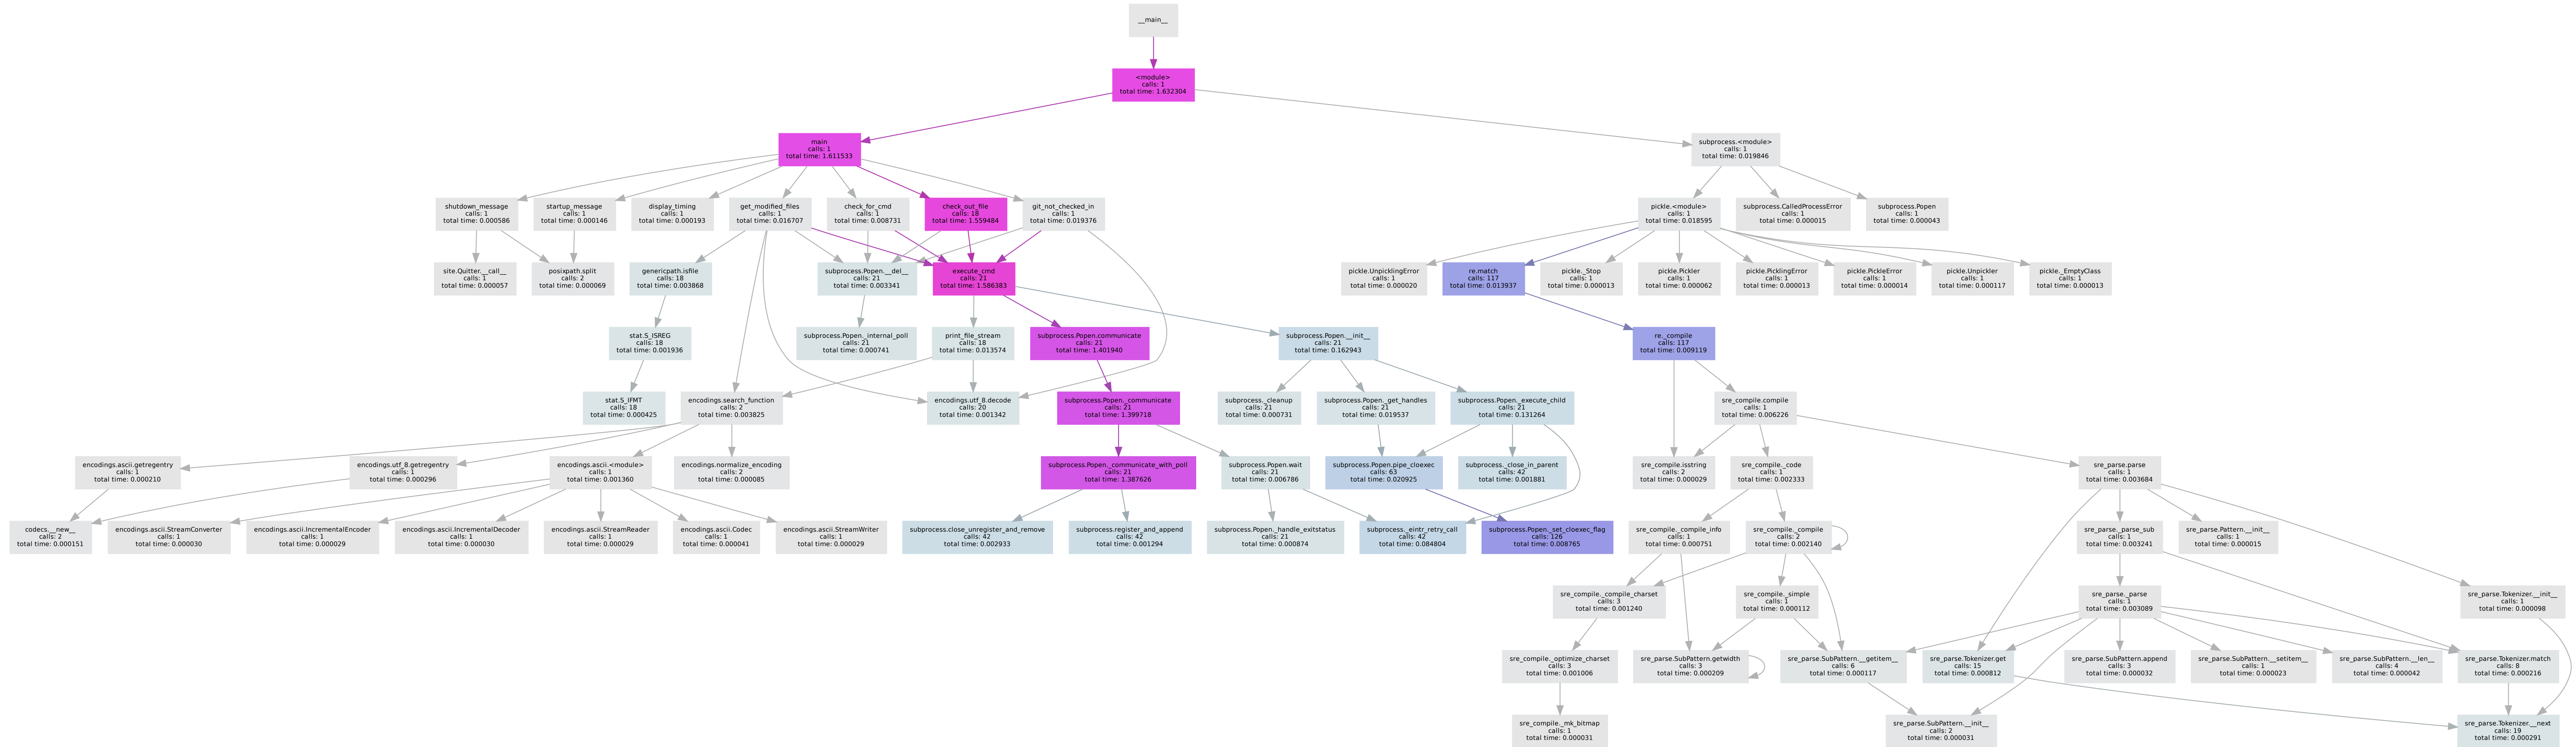 __main__
<module>
calls: 1
total time: 1.632304
main
calls: 1
total time: 1.611533
subprocess.<module>
calls: 1
total time: 0.019846
shutdown_message
calls: 1
total time: 0.000586
startup_message
calls: 1
total time: 0.000146
display_timing
calls: 1
total time: 0.000193
get_modified_files
calls: 1
total time: 0.016707
check_for_cmd
calls: 1
total time: 0.008731
check_out_file
calls: 18
total time: 1.559484
git_not_checked_in
calls: 1
total time: 0.019376
pickle.<module>
calls: 1
total time: 0.018595
subprocess.CalledProcessError
calls: 1
total time: 0.000015
subprocess.Popen
calls: 1
total time: 0.000043
site.Quitter.__call__
calls: 1
total time: 0.000057
posixpath.split
calls: 2
total time: 0.000069
genericpath.isfile
calls: 18
total time: 0.003868
subprocess.Popen.__del__
calls: 21
total time: 0.003341
execute_cmd
calls: 21
total time: 1.586383
pickle.UnpicklingError
calls: 1
total time: 0.000020
re.match
calls: 117
total time: 0.013937
pickle._Stop
calls: 1
total time: 0.000013
pickle.Pickler
calls: 1
total time: 0.000062
pickle.PicklingError
calls: 1
total time: 0.000013
pickle.PickleError
calls: 1
total time: 0.000014
pickle.Unpickler
calls: 1
total time: 0.000117
pickle._EmptyClass
calls: 1
total time: 0.000013
stat.S_ISREG
calls: 18
total time: 0.001936
subprocess.Popen._internal_poll
calls: 21
total time: 0.000741
print_file_stream
calls: 18
total time: 0.013574
subprocess.Popen.communicate
calls: 21
total time: 1.401940
subprocess.Popen.__init__
calls: 21
total time: 0.162943
re._compile
calls: 117
total time: 0.009119
stat.S_IFMT
calls: 18
total time: 0.000425
encodings.search_function
calls: 2
total time: 0.003825
encodings.utf_8.decode
calls: 20
total time: 0.001342
subprocess.Popen._communicate
calls: 21
total time: 1.399718
subprocess._cleanup
calls: 21
total time: 0.000731
subprocess.Popen._get_handles
calls: 21
total time: 0.019537
subprocess.Popen._execute_child
calls: 21
total time: 0.131264
sre_compile.compile
calls: 1
total time: 0.006226
encodings.ascii.getregentry
calls: 1
total time: 0.000210
encodings.utf_8.getregentry
calls: 1
total time: 0.000296
encodings.ascii.<module>
calls: 1
total time: 0.001360
encodings.normalize_encoding
calls: 2
total time: 0.000085
subprocess.Popen._communicate_with_poll
calls: 21
total time: 1.387626
subprocess.Popen.wait
calls: 21
total time: 0.006786
subprocess.Popen.pipe_cloexec
calls: 63
total time: 0.020925
subprocess._close_in_parent
calls: 42
total time: 0.001881
sre_compile.isstring
calls: 2
total time: 0.000029
sre_compile._code
calls: 1
total time: 0.002333
sre_parse.parse
calls: 1
total time: 0.003684
codecs.__new__
calls: 2
total time: 0.000151
encodings.ascii.StreamConverter
calls: 1
total time: 0.000030
encodings.ascii.IncrementalEncoder
calls: 1
total time: 0.000029
encodings.ascii.IncrementalDecoder
calls: 1
total time: 0.000030
encodings.ascii.StreamReader
calls: 1
total time: 0.000029
encodings.ascii.Codec
calls: 1
total time: 0.000041
encodings.ascii.StreamWriter
calls: 1
total time: 0.000029
subprocess.close_unregister_and_remove
calls: 42
total time: 0.002933
subprocess.register_and_append
calls: 42
total time: 0.001294
subprocess.Popen._handle_exitstatus
calls: 21
total time: 0.000874
subprocess._eintr_retry_call
calls: 42
total time: 0.084804
subprocess.Popen._set_cloexec_flag
calls: 126
total time: 0.008765
sre_compile._compile_info
calls: 1
total time: 0.000751
sre_compile._compile
calls: 2
total time: 0.002140
sre_parse._parse_sub
calls: 1
total time: 0.003241
sre_parse.Pattern.__init__
calls: 1
total time: 0.000015
sre_compile._compile_charset
calls: 3
total time: 0.001240
sre_compile._simple
calls: 1
total time: 0.000112
sre_parse._parse
calls: 1
total time: 0.003089
sre_parse.Tokenizer.__init__
calls: 1
total time: 0.000098
sre_compile._optimize_charset
calls: 3
total time: 0.001006
sre_parse.SubPattern.getwidth
calls: 3
total time: 0.000209
sre_parse.SubPattern.__getitem__
calls: 6
total time: 0.000117
sre_parse.Tokenizer.get
calls: 15
total time: 0.000812
sre_parse.SubPattern.append
calls: 3
total time: 0.000032
sre_parse.SubPattern.__setitem__
calls: 1
total time: 0.000023
sre_parse.SubPattern.__len__
calls: 4
total time: 0.000042
sre_parse.Tokenizer.match
calls: 8
total time: 0.000216
sre_compile._mk_bitmap
calls: 1
total time: 0.000031
sre_parse.SubPattern.__init__
calls: 2
total time: 0.000031
sre_parse.Tokenizer.__next
calls: 19
total time: 0.000291